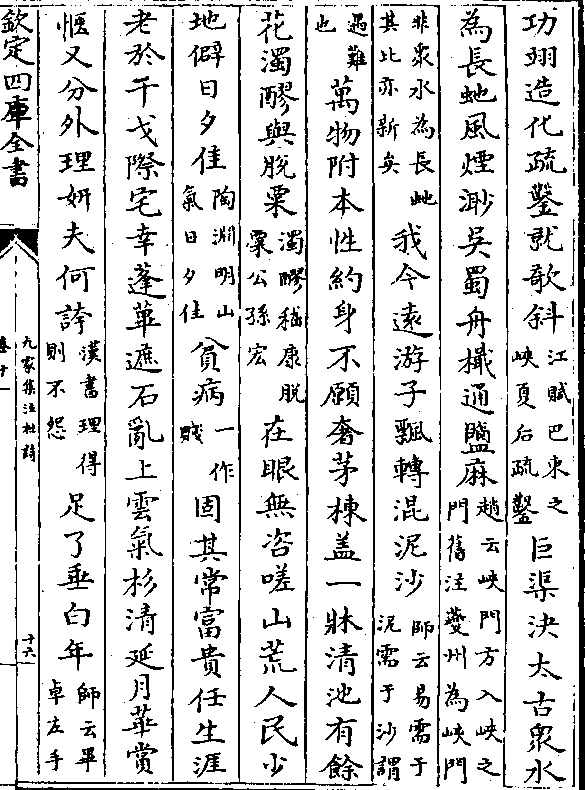 功翊造化疏鑿就欹斜江賦巴東之峽夏后疏鑿巨渠決太古衆水
為長虵風煙渺吳蜀舟檝通鹽麻趙云峽門方入峽之門舊注夔州為峽門
非衆水為長虵其比亦新矣我今遠游子飄轉混泥沙師云易需于泥需于沙謂
遇難也萬物附本性約身不願奢茅棟蓋一牀清池有餘
花濁醪與脫粟濁醪嵇康脫粟公孫宏在眼無咨嗟山荒人民少
地僻日夕佳陶淵明山氣日夕佳貧病一作賤固其常富貴任生涯
老於干戈際宅幸蓬蓽遮石亂上雲氣杉清延月華賞
愜又分外理妍夫何誇漢書理得則不怨足了垂白年師云畢卓左手
欽定四庫全書
九家集注杜詩
卷十一
十六